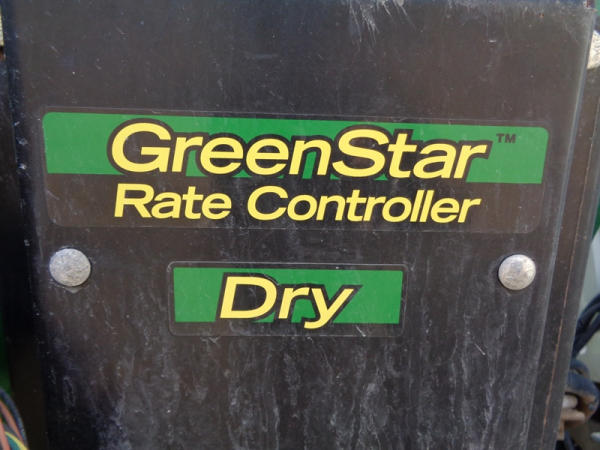 GreenStar™
Rate Controller
Dry